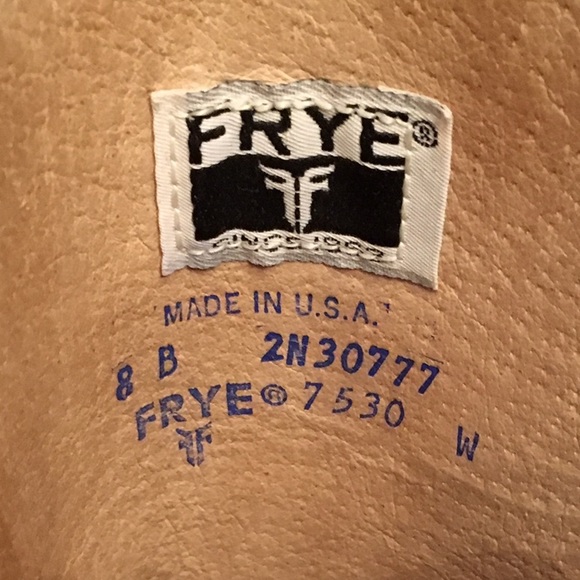 FRYE®
SINCE 1863
MADE IN U.S.A.
8 B 2N30777
FRYE® 7530
W